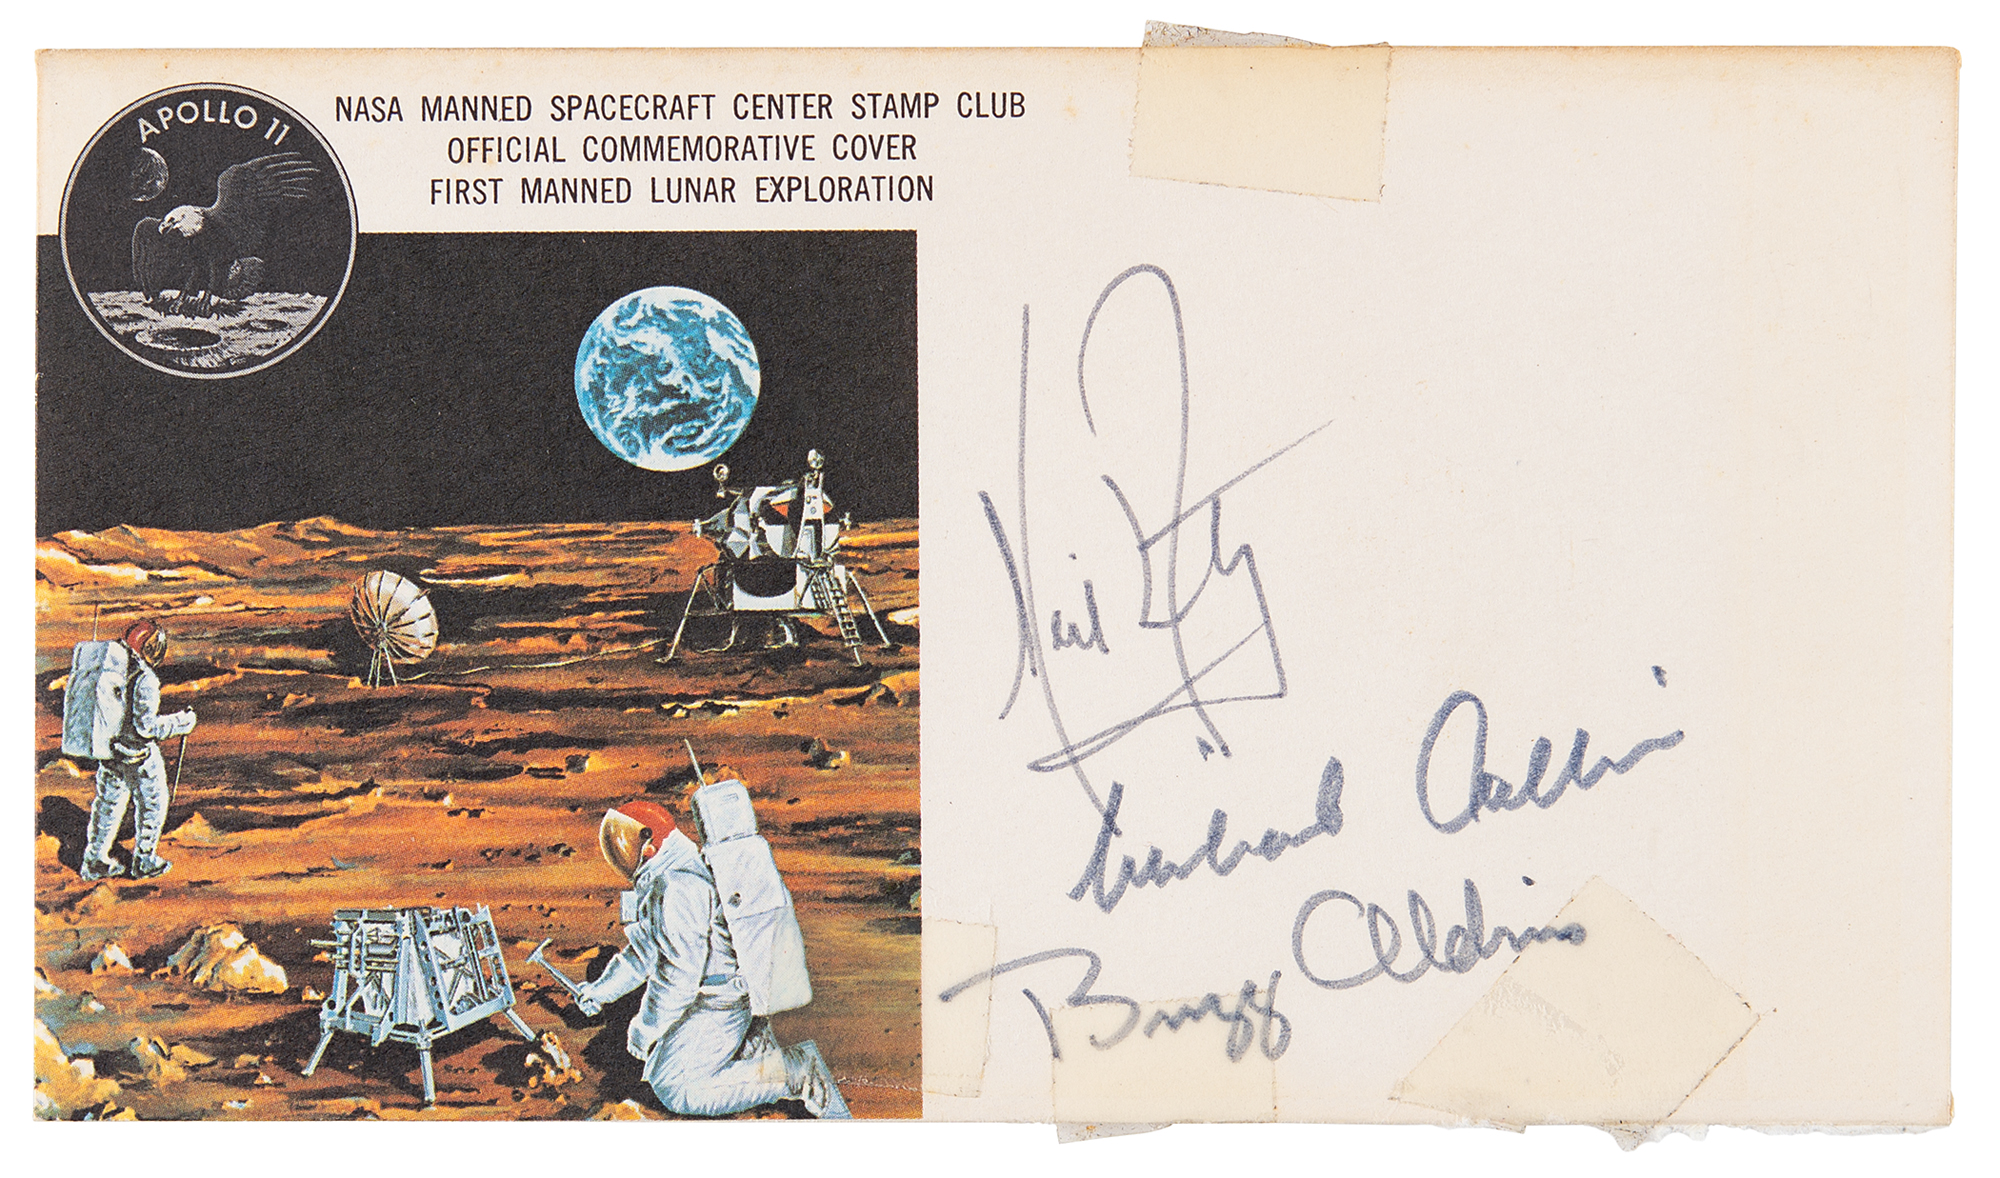 APOLLO 11
NASA MANNED SPACECRAFT CENTER STAMP CLUB
OFFICIAL COMMEMORATIVE COVER
FIRST MANNED LUNAR EXPLORATION
Neil
Michael Collins
Buzz Aldrin